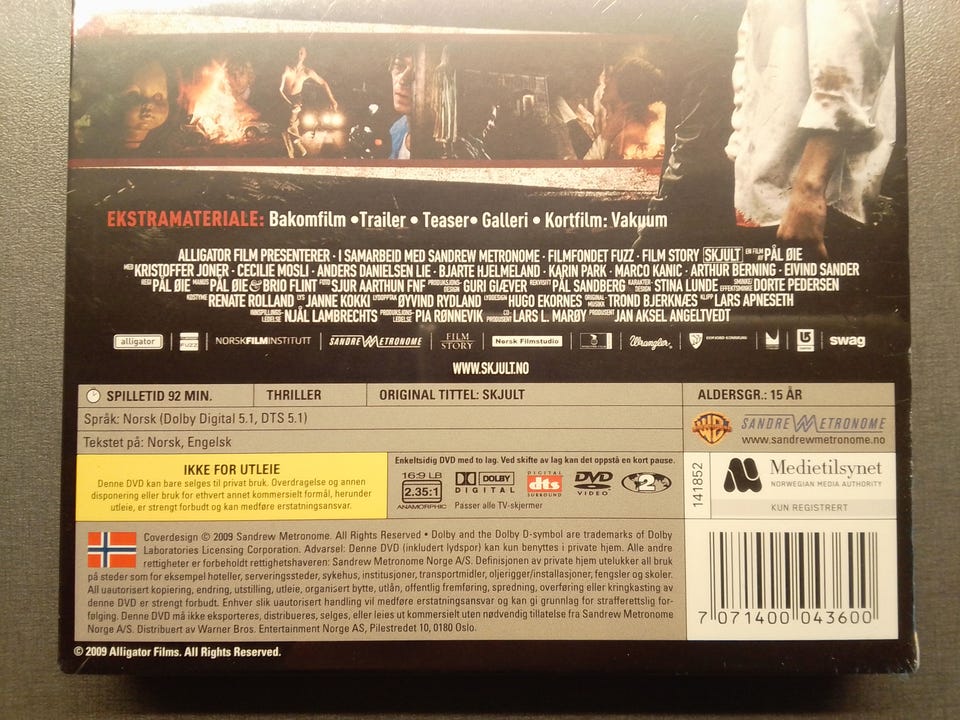 EKSTRAMATERIALE: Bakomfilm • Trailer • Teaser • Galleri • Kortfilm: Vakuum
ALLIGATOR FILM PRESENTERER · I SAMARBEID MED SANDREW METRONOME · FILMFONDET FUZZ · FILM STORY SKJULT EN FILM AV PÅL ØIE
MED KRISTOFFER JONER · CECILIE MOSLI · ANDERS DANIELSEN LIE · BJARTE HJELMELAND · KARIN PARK · MARCO KANIC · ARTHUR BERNING · EIVIND SANDER
REGI PÅL ØIE MANUS PÅL ØIE & BRIO FLINT FOTO SJUR AARTHUN FNF PRODUKSJONS-DESIGN GURI GIÆVER REKVISITT PÅL SANDBERG KARAKTER-DESIGN STINA LUNDE SMINKE/EFFEKTSMINKE DORTE PEDERSEN
KOSTYME RENATE ROLLAND LYS JANNE KOKKI LYDOPPTAK ØYVIND RYDLAND LYDDESIGN HUGO EKORNES ORIGINAL MUSIKK TROND BJERKNÆS KLIPP LARS APNESETH
INNSPILLINGS-LEDELSE NJÅL LAMBRECHTS PRODUKSJONS-LEDELSE PIA RØNNEVIK CO-PRODUSENT LARS L. MARØY PRODUSENT JAN AKSEL ANGELTVEDT
alligator FUZZ NORSKFILMINSTITUTT SANDREW METRONOME FILM STORY Norsk Filmstudio Wrangler swag
WWW.SKJULT.NO
SPILLETID 92 MIN. THRILLER ORIGINAL TITTEL: SKJULT ALDERSGR.: 15 ÅR
Språk: Norsk (Dolby Digital 5.1, DTS 5.1)
SANDREW METRONOME
www.sandrewmetronome.no
Tekstet på: Norsk, Engelsk
IKKE FOR UTLEIE
Denne DVD kan bare selges til privat bruk. Overdragelse og annen
disponering eller bruk for ethvert annet kommersielt formål, herunder
utleie, er strengt forbudt og kan medføre erstatningsansvar.
Enkeltsidig DVD med to lag. Ved skifte av lag kan det oppstå en kort pause.
16:9 LB
2.35:1
ANAMORPHIC
DOLBY
DIGITAL
DIGITAL
dts
SURROUND
DVD
VIDEO
2
Passer alle TV-skjermer
141852
Medietilsynet
NORWEGIAN MEDIA AUTHORITY
KUN REGISTRERT
Coverdesign © 2009 Sandrew Metronome. All Rights Reserved • Dolby and the Dolby D-symbol are trademarks of Dolby
Laboratories Licensing Corporation. Advarsel: Denne DVD (inkludert lydspor) kan kun benyttes i private hjem. Alle andre
rettigheter er forbeholdt rettighetshaveren: Sandrew Metronome Norge A/S. Definisjonen av private hjem utelukker all bruk
på steder som for eksempel hoteller, serveringssteder, sykehus, institusjoner, transportmidler, oljerigger/installasjoner, fengsler og skoler.
All uautorisert kopiering, endring, utstilling, utleie, organisert bytte, utlån, offentlig fremføring, spredning, overføring eller kringkasting av
denne DVD er strengt forbudt. Enhver slik uautorisert handling vil medføre erstatningsansvar og kan gi grunnlag for strafferettslig for-
følging. Denne DVD må ikke eksporteres, distribueres, selges, eller leies ut kommersielt uten nødvendig tillatelse fra Sandrew Metronome
Norge A/S. Distribuert av Warner Bros. Entertainment Norge AS, Pilestredet 10, 0180 Oslo.
7 071400 043600
© 2009 Alligator Films. All Rights Reserved.